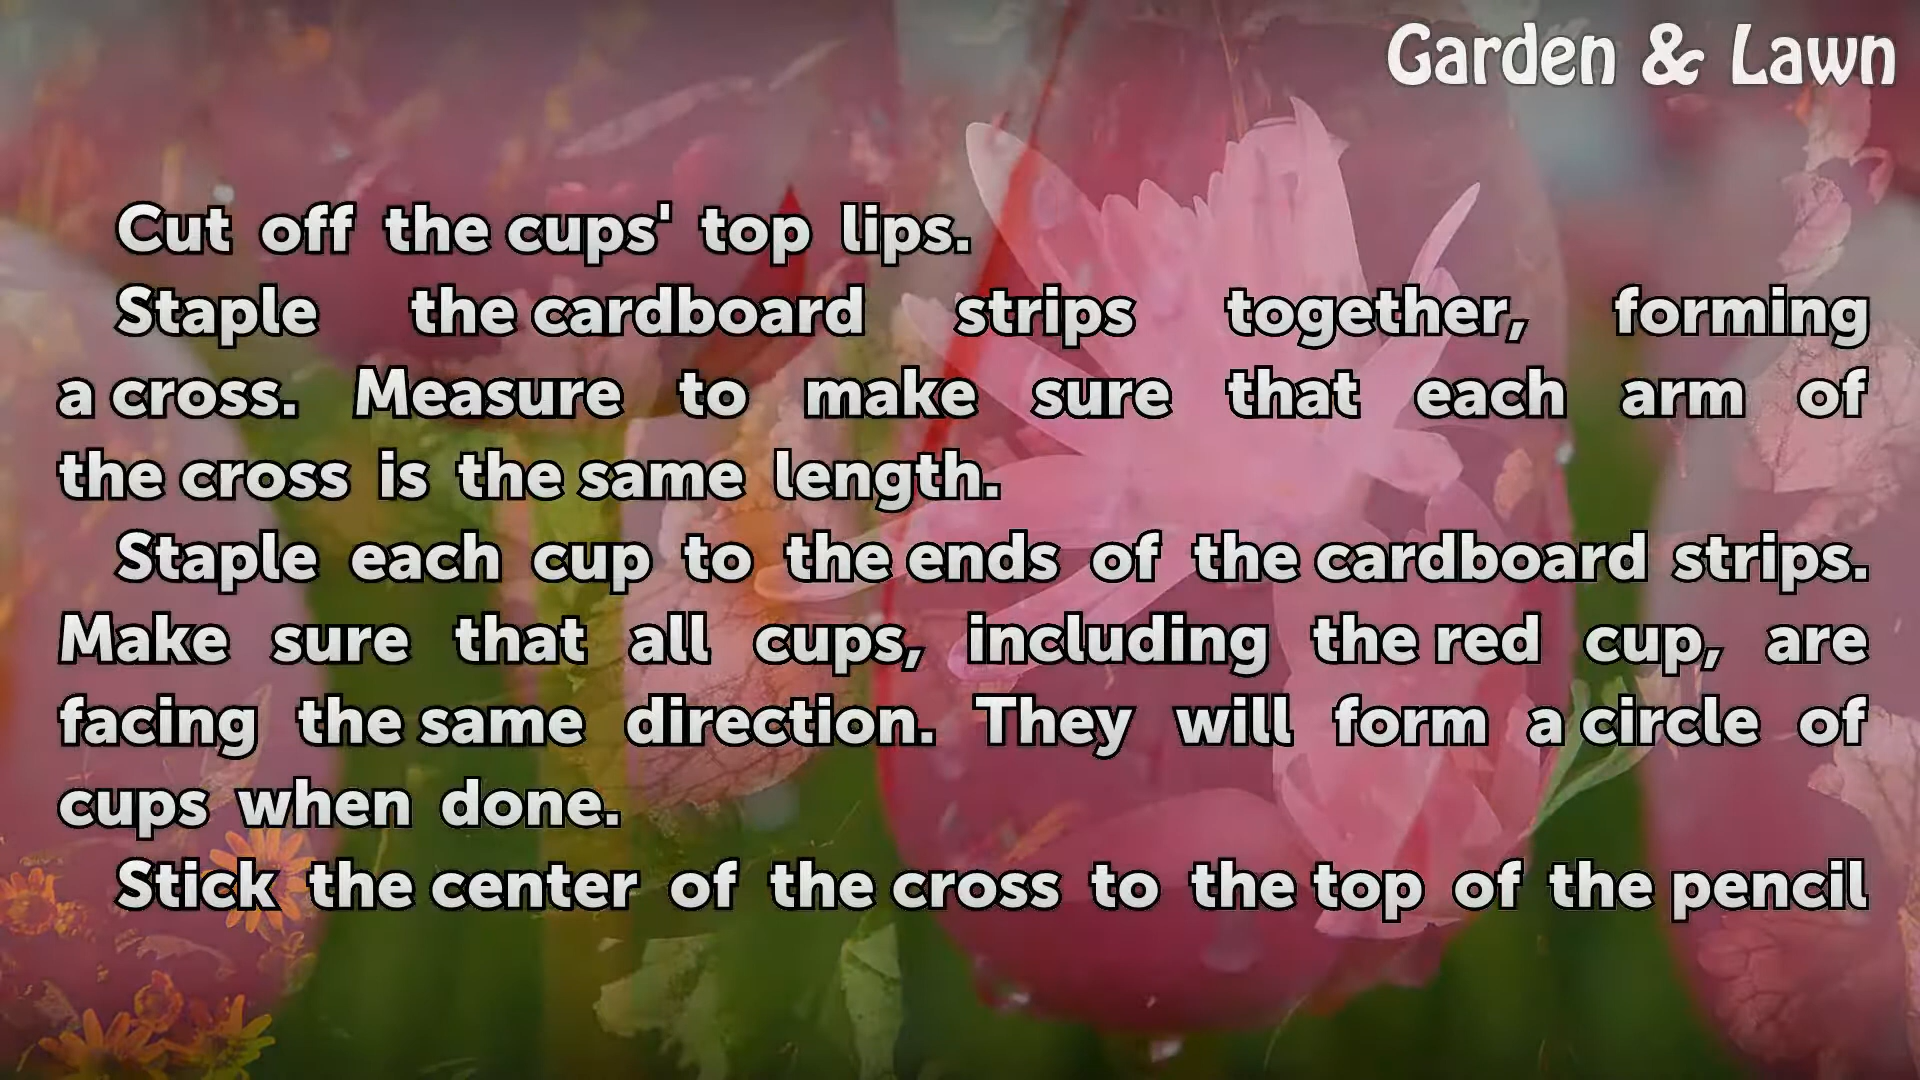 Garden & Lawn
Cut off the cups' top lips.
Staple the cardboard strips together, forming
a cross. Measure to make sure that each arm of
the cross is the same length.
Staple each cup to the ends of the cardboard strips.
Make sure that all cups, including the red cup, are
facing the same direction. They will form a circle of
cups when done.
Stick the center of the cross to the top of the pencil